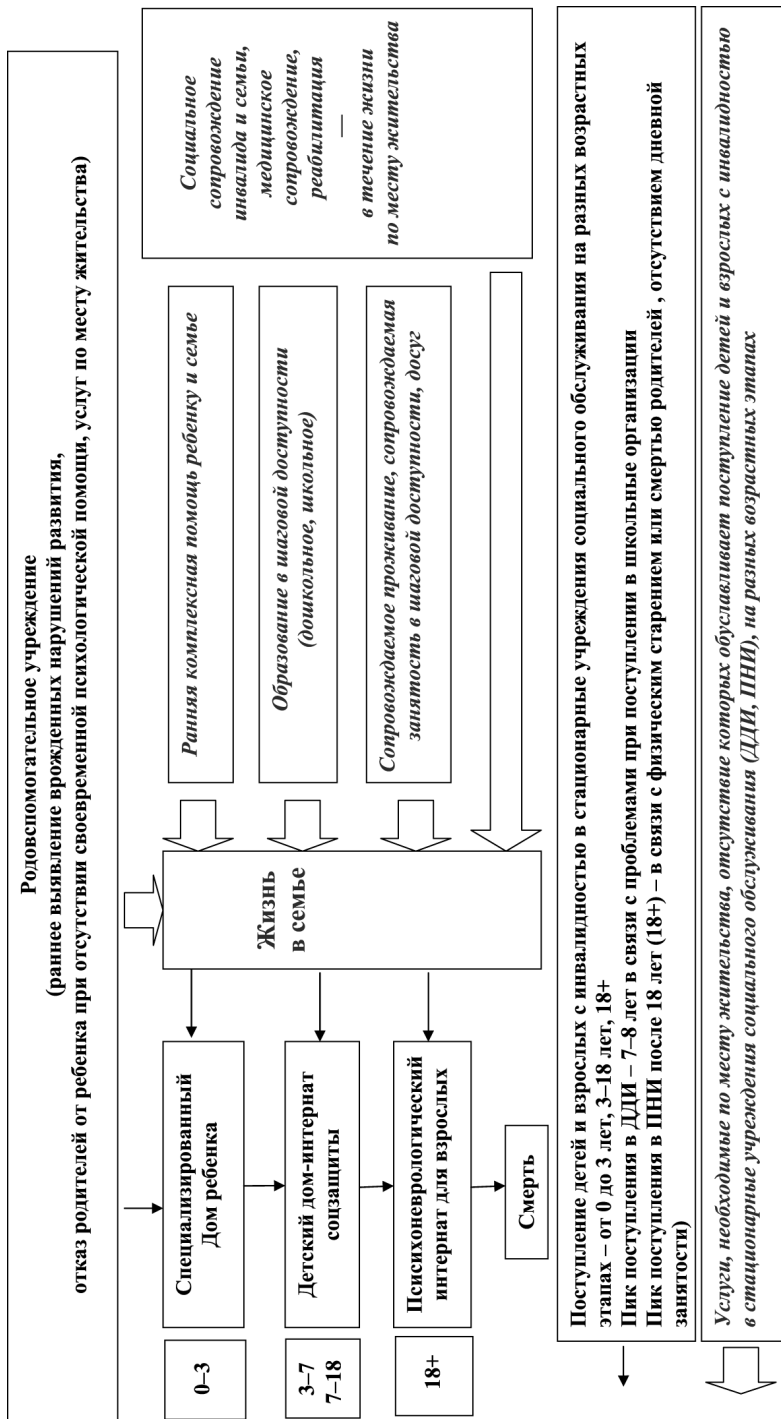 Родовспомогательное учреждение
(раннее выявление врожденных нарушений развития,
отказ родителей от ребенка при отсутствии своевременной психологической помощи, услуг по месту жительства)
0–3
Специализированный
Дом ребенка
3–7
7–18
Детский дом-интернат
соцзащиты
18+
Псисихоневрологический
интернат для взрослых
Смерть
Жизнь
в семье
Ранняя комплексная помощь ребенку и семье
Образование в шаговой доступности
(дошкольное, школьное)
Сопровождаемое проживание, сопровождаемая
занятость в шаговой доступности, досуг
Социальное
сопровождение
инвалида и семьи,
медицинское
сопровождение,
реабилитация
—
в течение жизни
по месту жительства
Поступление детей и взрослых с инвалидностью в стационарные учреждения социального обслуживания на разных возрастных
этапах – от 0 до 3 лет, 3–18 лет, 18+
Пик поступления в ДДИ – 7–8 лет в связи с проблемами при поступлении в школьные организации
Пик поступления в ПНИ после 18 лет (18+) – в связи с физическим старением или смертью родителей , отсутствием дневной
занятости)
Услуги, необходимые по месту жительства, отсутствие которых обуславливает поступление детей и взрослых с инвалидностью
в стационарные учреждения социального обслуживания (ДДИ, ПНИ), на разных возрастных этапах